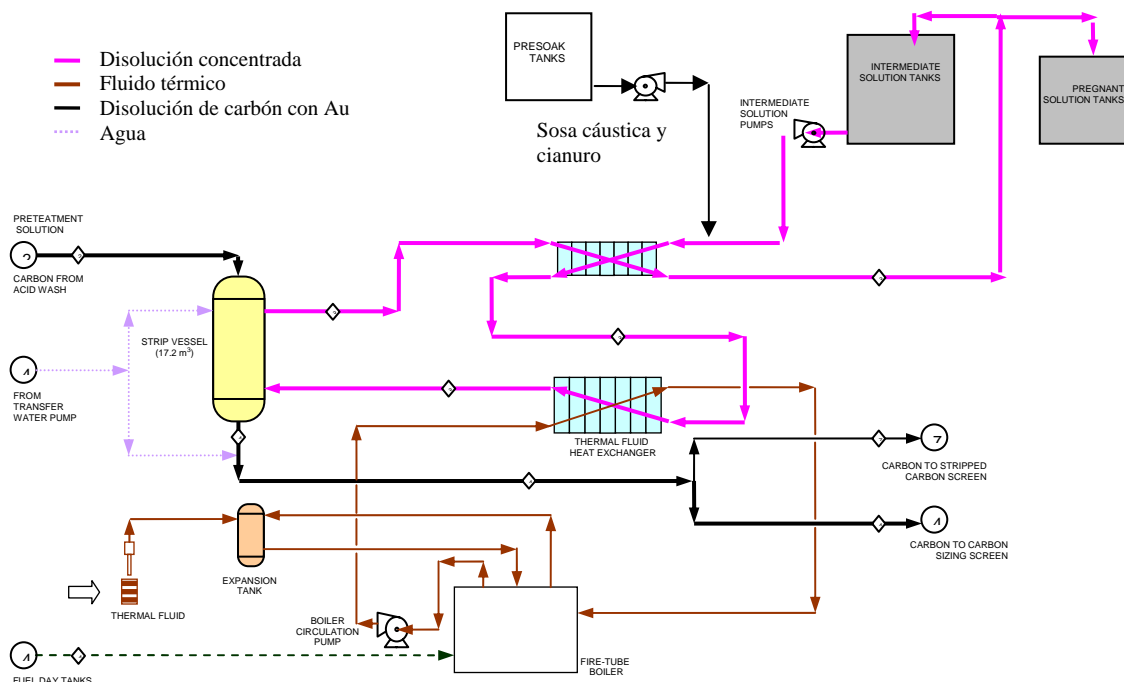 Disolución concentrada
Fluido térmico
Disolución de carbón con Au
Agua
PRESOAK
TANKS
Sosa cáustica y
cianuro
INTERMEDIATE
SOLUTION
PUMPS
INTERMEDIATE
SOLUTION TANKS
PREGNANT
SOLUTION TANKS
PRETEATMENT
SOLUTION
CARBON FROM
ACID WASH
STRIP VESSEL
(17.2 m³)
FROM
TRANSFER
WATER PUMP
THERMAL FLUID
HEAT EXCHANGER
CARBON TO STRIPPED
CARBON SCREEN
CARBON TO CARBON
SIZING SCREEN
EXPANSION
TANK
THERMAL FLUID
BOILER
CIRCULATION
PUMP
FIRE-TUBE
BOILER
FUEL DAY TANKS